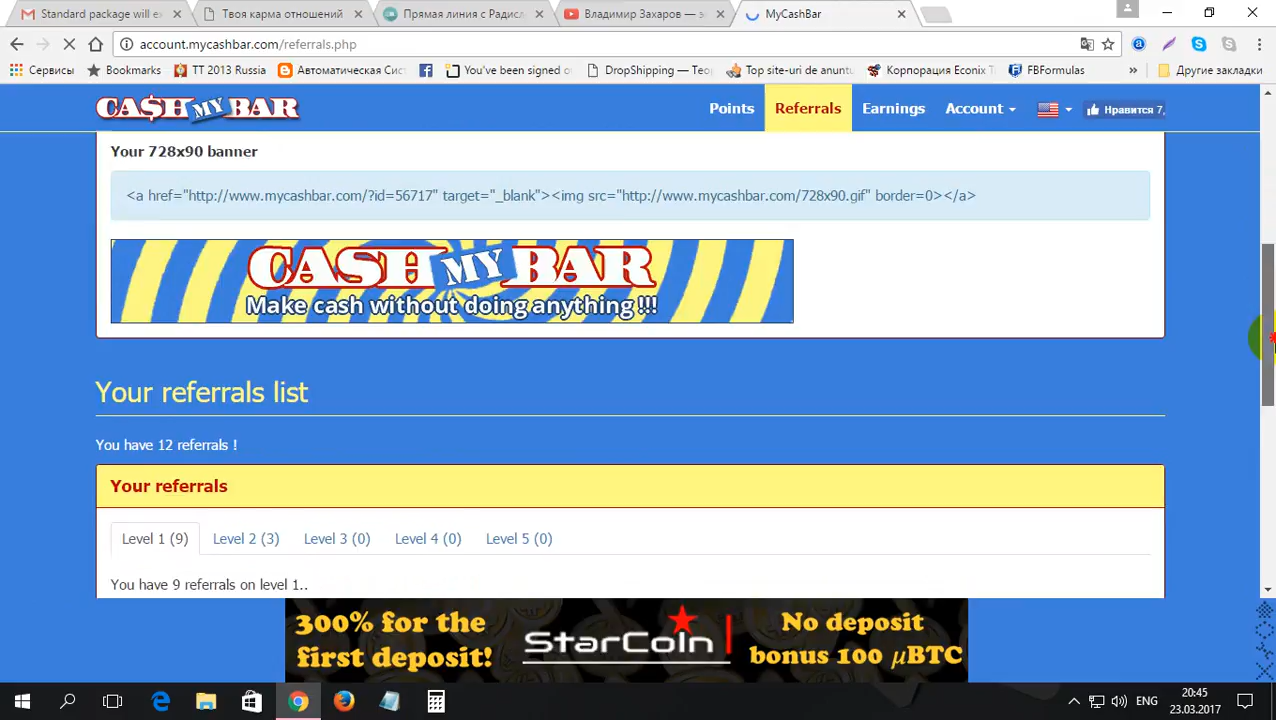 Standard package will ex
Твоя карма отношений
Прямая линия с Радисл
Владимир Захаров — э
MyCashBar
account.mycashbar.com/referrals.php
Сервисы
Bookmarks
TT 2013 Russia
Автоматическая Сист
You've been signed o
DropShipping — Тео
Top site-uri de anuntu
Корпорация Econix Ti
FBFormulas
»
Другие закладки
CA$H MY BAR
Points
Referrals
Earnings
Account
Нравится 7,
Your 728x90 banner
<a href="http://www.mycashbar.com/?id=56717" target="_blank"><img src="http://www.mycashbar.com/728x90.gif" border=0></a>
CASH MY BAR
Make cash without doing anything !!!
Your referrals list
You have 12 referrals !
Your referrals
Level 1 (9)
Level 2 (3)
Level 3 (0)
Level 4 (0)
Level 5 (0)
You have 9 referrals on level 1..
300% for the
first deposit!
StarCoin
No deposit
bonus 100 µBTC
ENG
20:45
23.03.2017